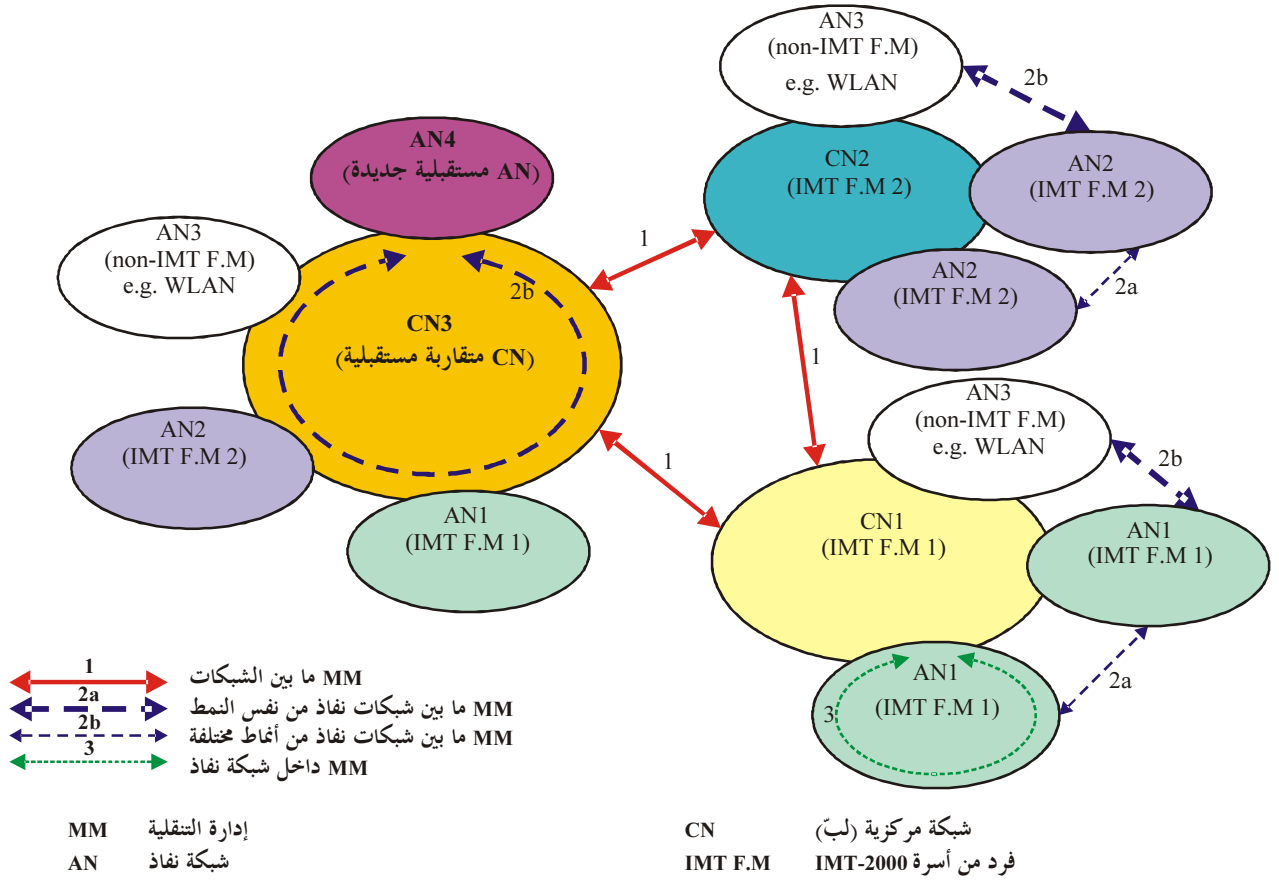 AN3
(non-IMT F.M)
e.g. WLAN
2b
AN4
(AN مستقبلية جديدة)
CN2
(IMT F.M 2)
AN2
(IMT F.M 2)
AN3
(non-IMT F.M)
e.g. WLAN
1
2b
AN2
(IMT F.M 2)
2a
CN3
(CN متقاربة مستقبلية)
1
AN3
(non-IMT F.M)
e.g. WLAN
AN2
(IMT F.M 2)
1
2b
AN1
(IMT F.M 1)
CN1
(IMT F.M 1)
AN1
(IMT F.M 1)
AN1
(IMT F.M 1)
3
2a
1
MM ما بين الشبكات
2a
MM ما بين شبكات نفاذ من نفس النمط
2b
MM ما بين شبكات نفاذ من أنماط مختلفة
3
MM داخل شبكة نفاذ
MM إدارة التنقلية
CN شبكة مركزية (لبّ)
AN شبكة نفاذ
IMT F.M فرد من أسرة IMT-2000